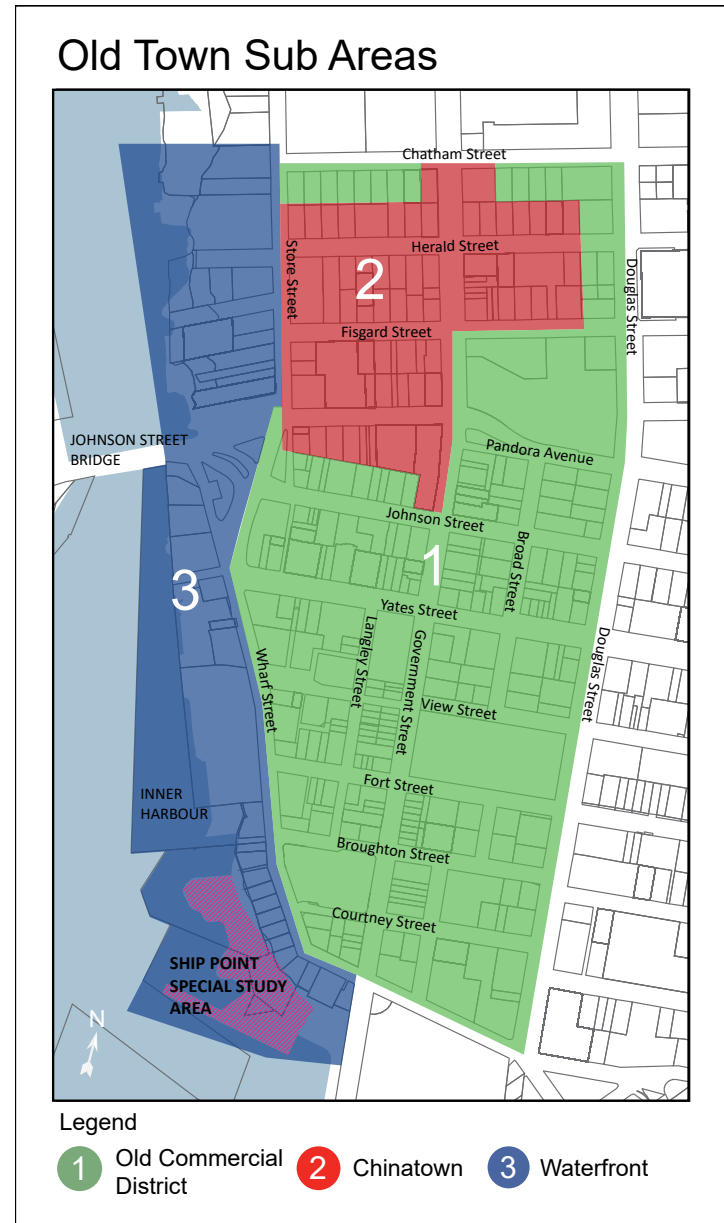 Old Town Sub Areas
Chatham Street
Herald Street
Store Street
2
Douglas Street
Fisgard Street
JOHNSON STREET
BRIDGE
Pandora Avenue
Johnson Street
Broad Street
1
3
Yates Street
Langley Street
Government Street
Douglas Street
Wharf Street
View Street
INNER
HARBOUR
Fort Street
Broughton Street
Courtney Street
SHIP POINT
SPECIAL STUDY
AREA
N
Legend
1 Old Commercial
District
2 Chinatown
3 Waterfront